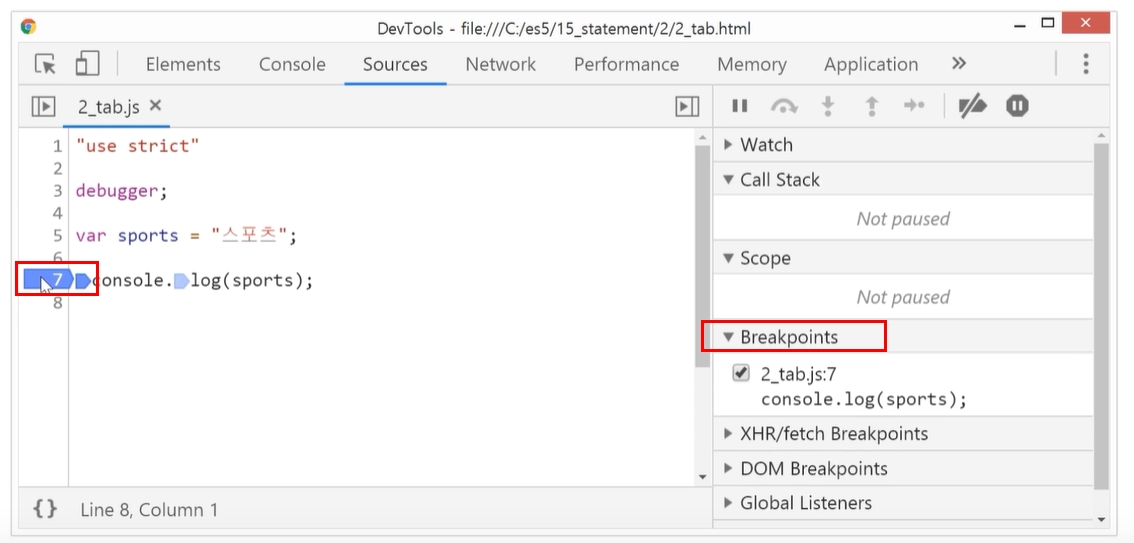 DevTools - file:///C:/es5/15_statement/2/2_tab.html
Elements Console Sources Network Performance Memory Application
2_tab.js
1 "use strict"
2
3 debugger;
4
5 var sports = "스포츠";
6
7 console.log(sports);
8
{} Line 8, Column 1
Watch
Call Stack
Not paused
Scope
Not paused
Breakpoints
2_tab.js:7
console.log(sports);
XHR/fetch Breakpoints
DOM Breakpoints
Global Listeners